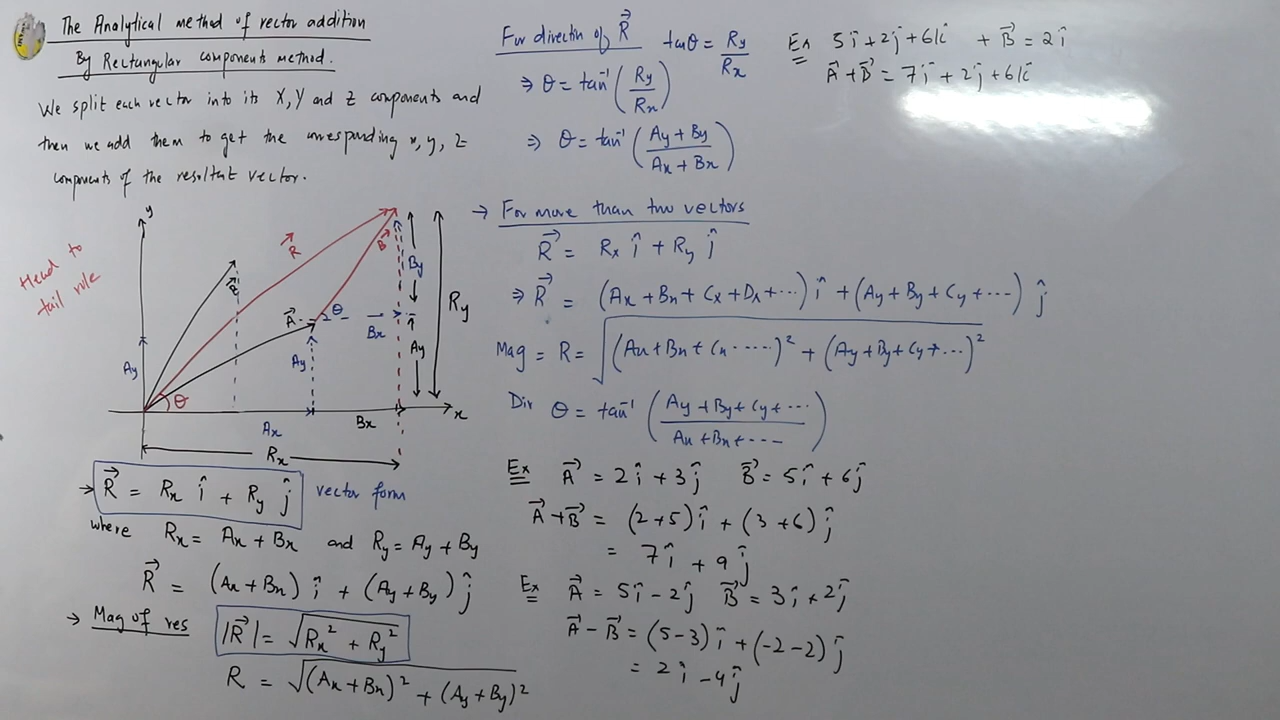 The Analytical method of vector addition
By Rectangular components method.
We split each vector into its X, Y and Z components and
then we add them to get the corresponding x, y, z
components of the resultant vector.
Head to
tail rule
y
R⃗
B⃗
B⃗
A⃗
θ
Bx
By
Ay
Ry
Ay
Ay
θ
x
Ax
Bx
Rx
→ R⃗ = Rx î + Ry ĵ vector form
where Rx = Ax + Bx and Ry = Ay + By
R⃗ = (Ax + Bx) î + (Ay + By) ĵ
→ Mag of res |R⃗| = √(Rx² + Ry²)
R = √((Ax + Bx)² + (Ay + By)²)
For directin of R⃗ tanθ = Ry/Rx
⇒ θ = tan⁻¹ (Ry/Rx)
⇒ θ = tan⁻¹ ((Ay + By)/(Ax + Bx))
→ For more than two vectors
R⃗ = Rx î + Ry ĵ
⇒ R⃗ = (Ax + Bx + Cx + Dx + ...) î + (Ay + By + Cy + ....) ĵ
Mag = R = √((Ax + Bx + Cx .....)² + (Ay + By + Cy + ...)²)
Dir θ = tan⁻¹ ((Ay + By + Cy + ...)/(Ax + Bx + ....))
Ex A⃗ = 2î + 3ĵ B⃗ = 5î + 6ĵ
A⃗ + B⃗ = (2 + 5) î + (3 + 6) ĵ
= 7î + 9ĵ
Ex A⃗ = 5î - 2ĵ B⃗ = 3î + 2ĵ
A⃗ - B⃗ = (5-3) î + (-2-2) ĵ
= 2î - 4ĵ
Ex 5î + 2ĵ + 6k̂ + B⃗ = 2î
A⃗ + B⃗ = 7î + 2ĵ + 6k̂